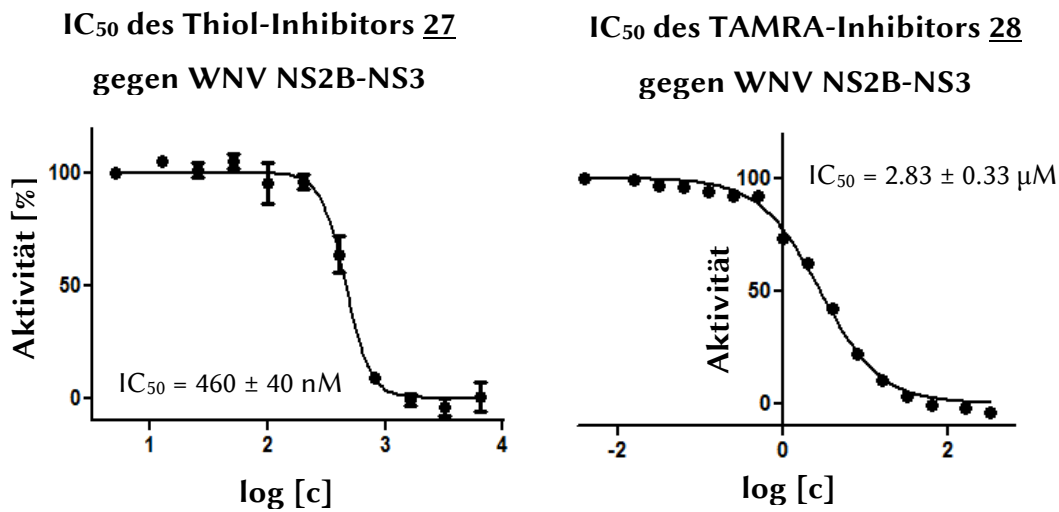 IC₅₀ des Thiol-Inhibitors 27
gegen WNV NS2B-NS3
Aktivität [%]
100
50
0
IC₅₀ = 460 ± 40 nM
1
2
3
4
log [c]
IC₅₀ des TAMRA-Inhibitors 28
gegen WNV NS2B-NS3
IC₅₀ = 2.83 ± 0.33 µM
Aktivität
100
50
0
-2
0
2
log [c]